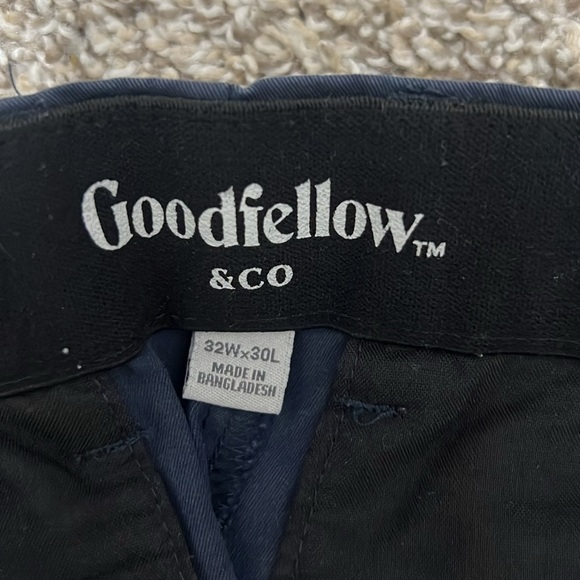 Goodfellow™
& CO
32W x 30L
MADE IN
BANGLADESH